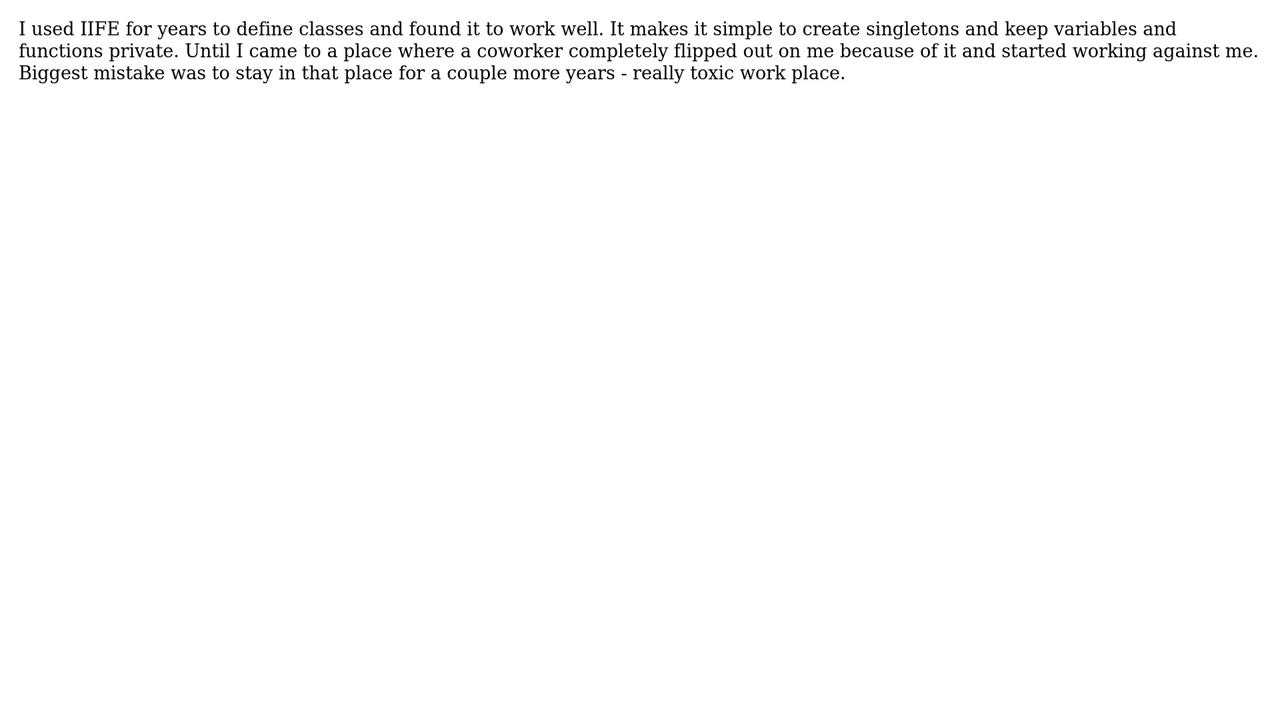 I used IIFE for years to define classes and found it to work well. It makes it simple to create singletons and keep variables and
functions private. Until I came to a place where a coworker completely flipped out on me because of it and started working against me.
Biggest mistake was to stay in that place for a couple more years - really toxic work place.